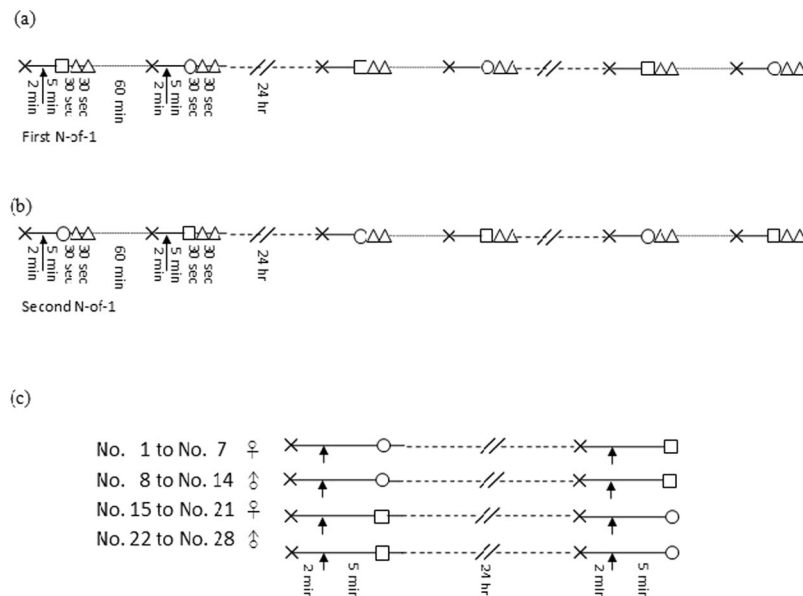 (a)
2 min
5 min
30 sec
30 sec
60 min
2 min
5 min
30 sec
30 sec
24 hr
First N-of-1
(b)
2 min
5 min
30 sec
30 sec
60 min
2 min
5 min
30 sec
30 sec
24 hr
Second N-of-1
(c)
No. 1 to No. 7 ♀
No. 8 to No. 14 ♂
No. 15 to No. 21 ♀
No. 22 to No. 28 ♂
2 min
5 min
24 hr
2 min
5 min